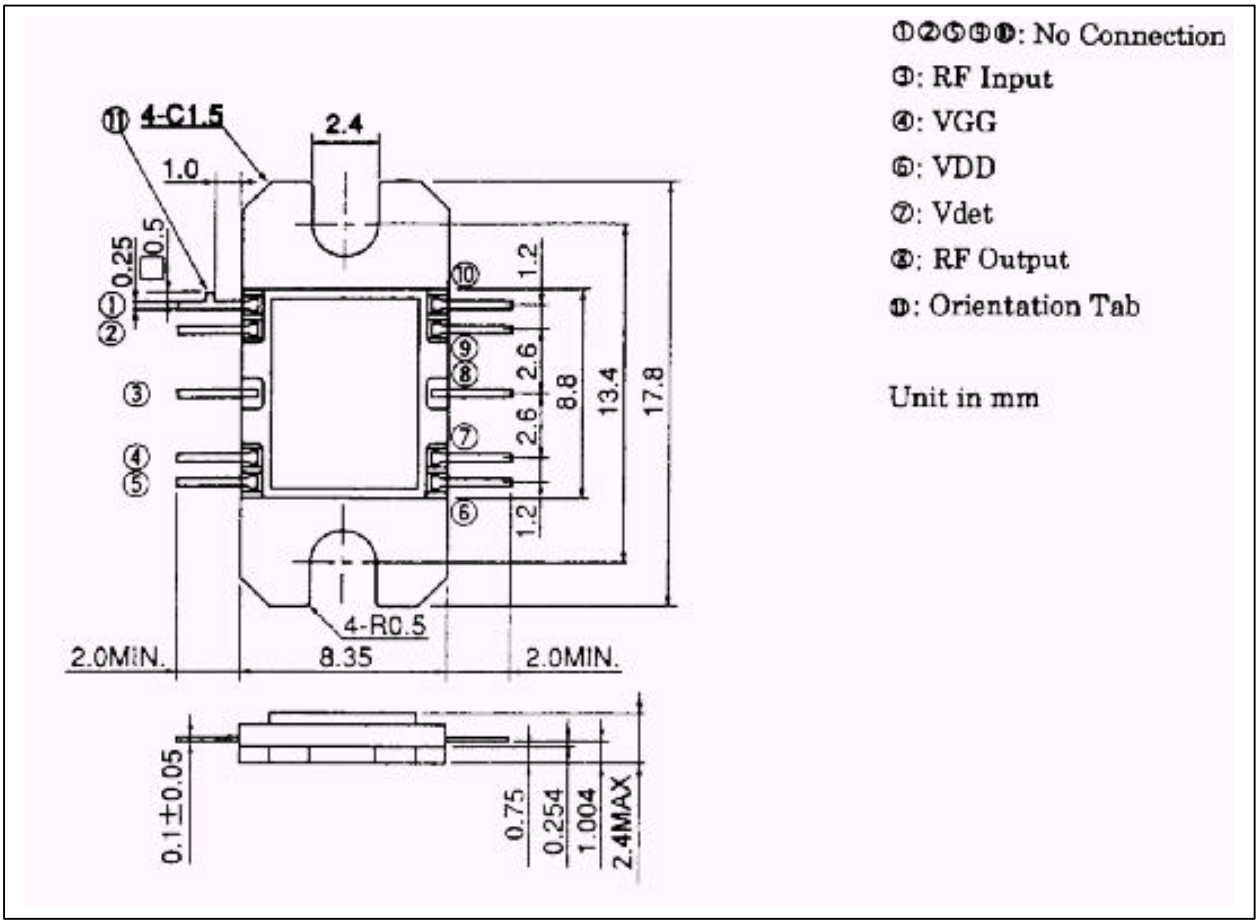 ①②⑤⑨⑩: No Connection
③: RF Input
④: VGG
⑥: VDD
⑦: Vdet
⑧: RF Output
⑪: Orientation Tab
Unit in mm
⑪ 4-C1.5
2.4
1.0
0.25
□0.5
①
②
③
④
⑤
⑩
⑨
⑧
⑦
⑥
1.2
2.6
2.6
1.2
8.8
13.4
17.8
4-R0.5
2.0MIN.
8.35
2.0MIN.
0.1±0.05
0.75
0.254
1.004
2.4MAX